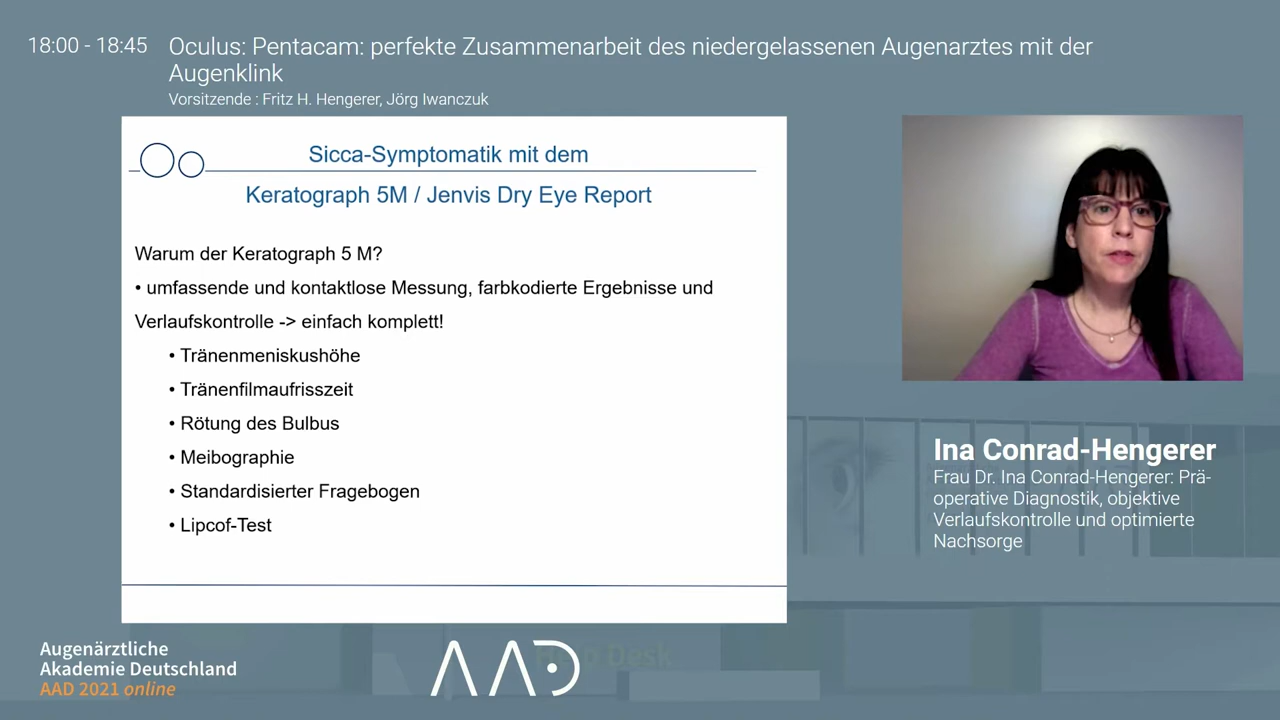 18:00 - 18:45
Oculus: Pentacam: perfekte Zusammenarbeit des niedergelassenen Augenarztes mit der
Augenklink
Vorsitzende : Fritz H. Hengerer, Jörg Iwanczuk
Sicca-Symptomatik mit dem
Keratograph 5M / Jenvis Dry Eye Report
Warum der Keratograph 5 M?
• umfassende und kontaktlose Messung, farbkodierte Ergebnisse und
Verlaufskontrolle -> einfach komplett!
• Tränenmeniskushöhe
• Tränenfilmaufrisszeit
• Rötung des Bulbus
• Meibographie
• Standardisierter Fragebogen
• Lipcof-Test
Ina Conrad-Hengerer
Frau Dr. Ina Conrad-Hengerer: Prä-
operative Diagnostik, objektive
Verlaufskontrolle und optimierte
Nachsorge
Augenärztliche
Akademie Deutschland
AAD 2021 online
AAD
Help Desk